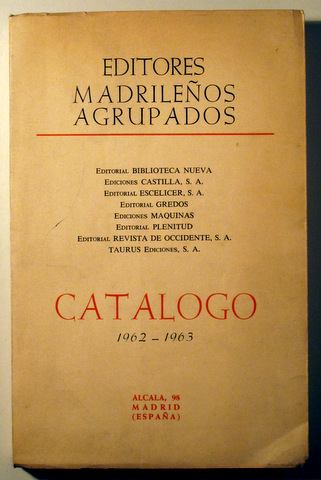 EDITORES
MADRILEÑOS
AGRUPADOS
EDITORIAL BIBLIOTECA NUEVA
EDICIONES CASTILLA, S. A.
EDITORIAL ESCELICER, S. A.
EDITORIAL GREDOS
EDICIONES MAQUINAS
EDITORIAL PLENITUD
EDITORIAL REVISTA DE OCCIDENTE, S. A.
TAURUS EDICIONES, S. A.
CATALOGO
1962 - 1963
ALCALA, 98
MADRID
(ESPAÑA)